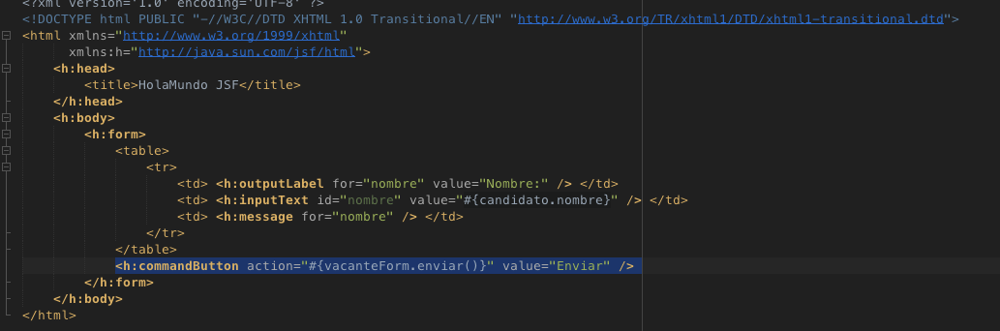 <?xml version='1.0' encoding='UTF-8' ?>
<!DOCTYPE html PUBLIC "-//W3C//DTD XHTML 1.0 Transitional//EN" "http://www.w3.org/TR/xhtml1/DTD/xhtml1-transitional.dtd">
<html xmlns="http://www.w3.org/1999/xhtml"
      xmlns:h="http://java.sun.com/jsf/html">
    <h:head>
        <title>HolaMundo JSF</title>
    </h:head>
    <h:body>
        <h:form>
            <table>
                <tr>
                    <td> <h:outputLabel for="nombre" value="Nombre:" /> </td>
                    <td> <h:inputText id="nombre" value="#{candidato.nombre}" /> </td>
                    <td> <h:message for="nombre" /> </td>
                </tr>
            </table>
            <h:commandButton action="#{vacanteForm.enviar()}" value="Enviar" />
        </h:form>
    </h:body>
</html>